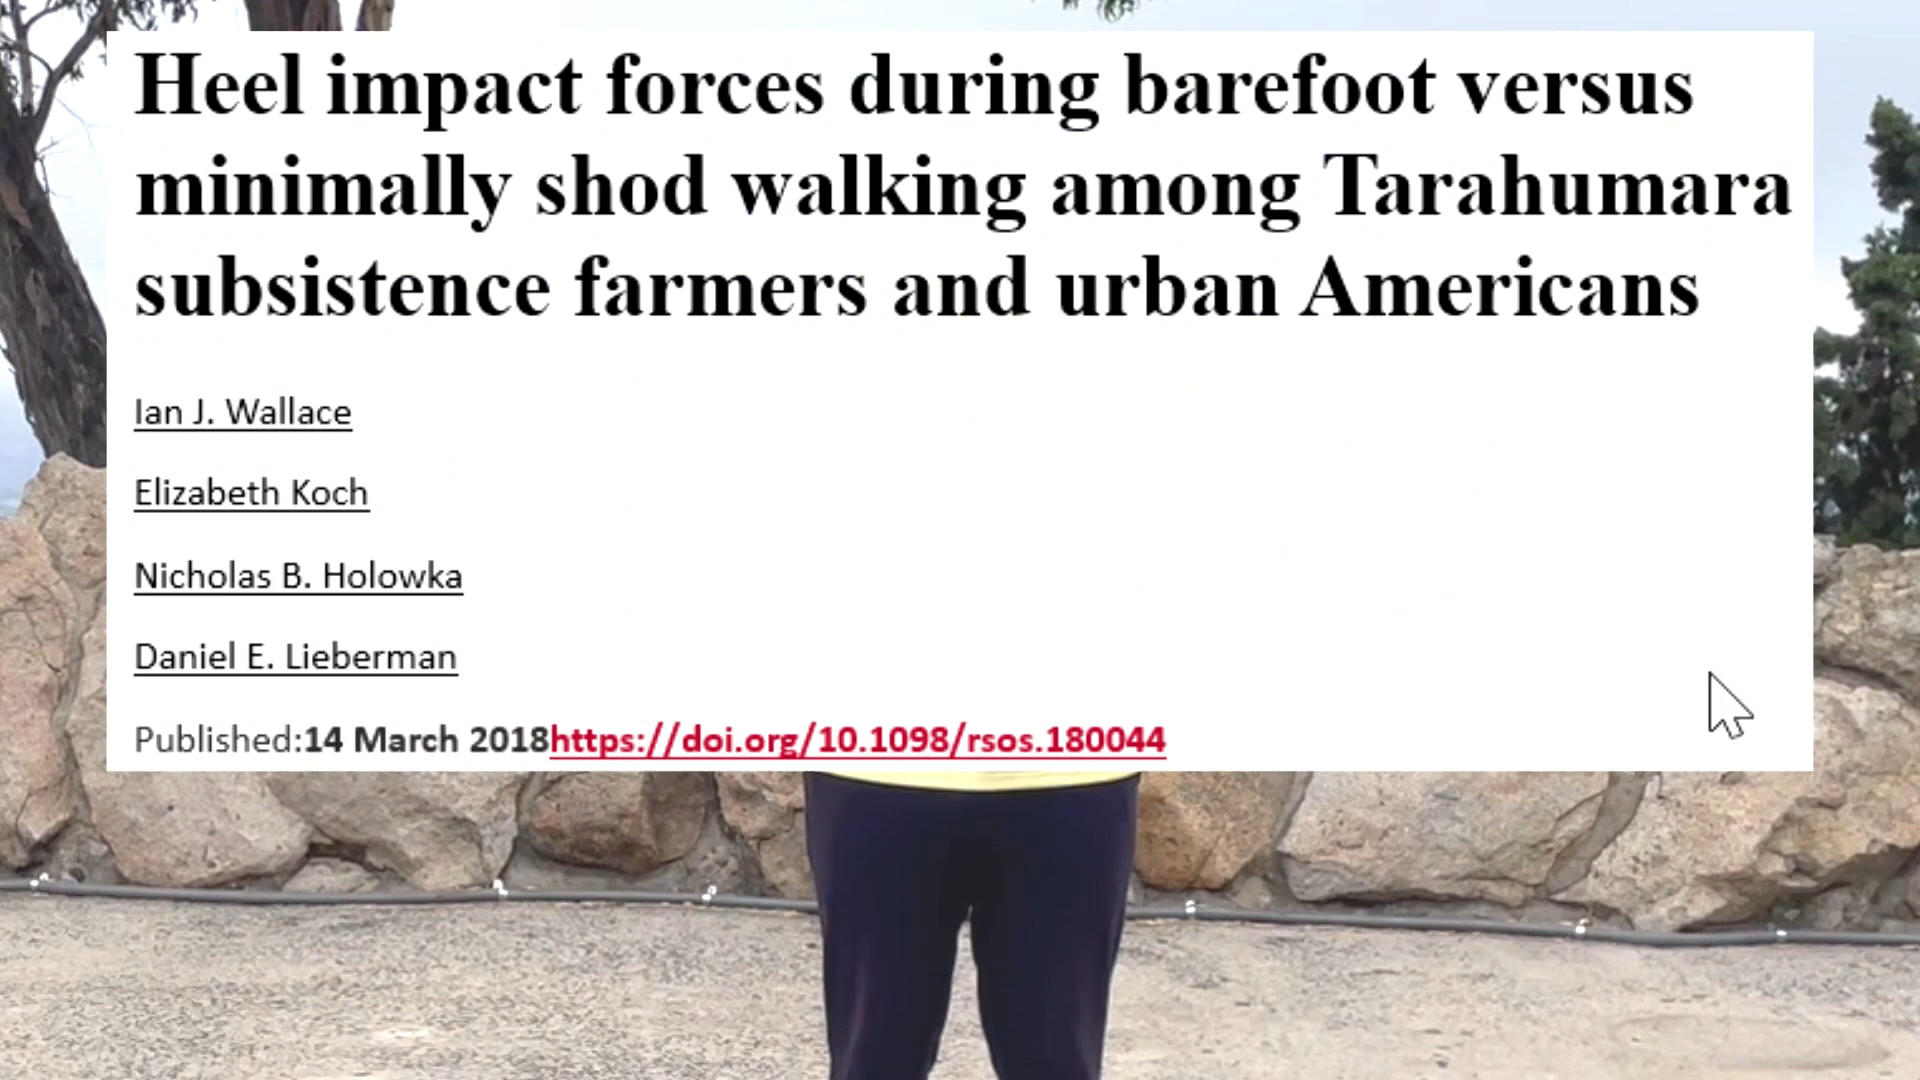 Heel impact forces during barefoot versus
minimally shod walking among Tarahumara
subsistence farmers and urban Americans
Ian J. Wallace
Elizabeth Koch
Nicholas B. Holowka
Daniel E. Lieberman
Published:14 March 2018https://doi.org/10.1098/rsos.180044